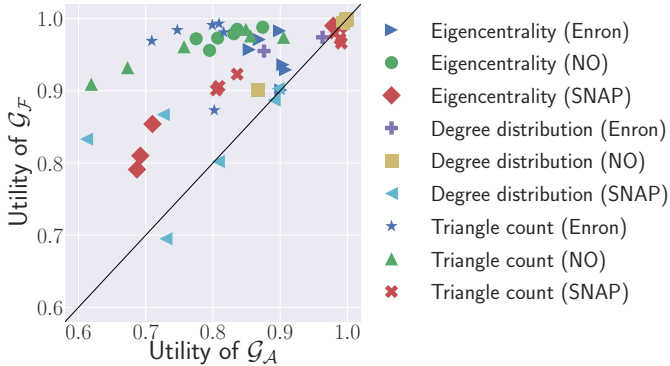 1.0
0.9
0.8
0.7
0.6
Utility of 𝒢_ℱ
0.6 0.7 0.8 0.9 1.0
Utility of 𝒢_𝒜
Eigencentrality (Enron)
Eigencentrality (NO)
Eigencentrality (SNAP)
Degree distribution (Enron)
Degree distribution (NO)
Degree distribution (SNAP)
Triangle count (Enron)
Triangle count (NO)
Triangle count (SNAP)